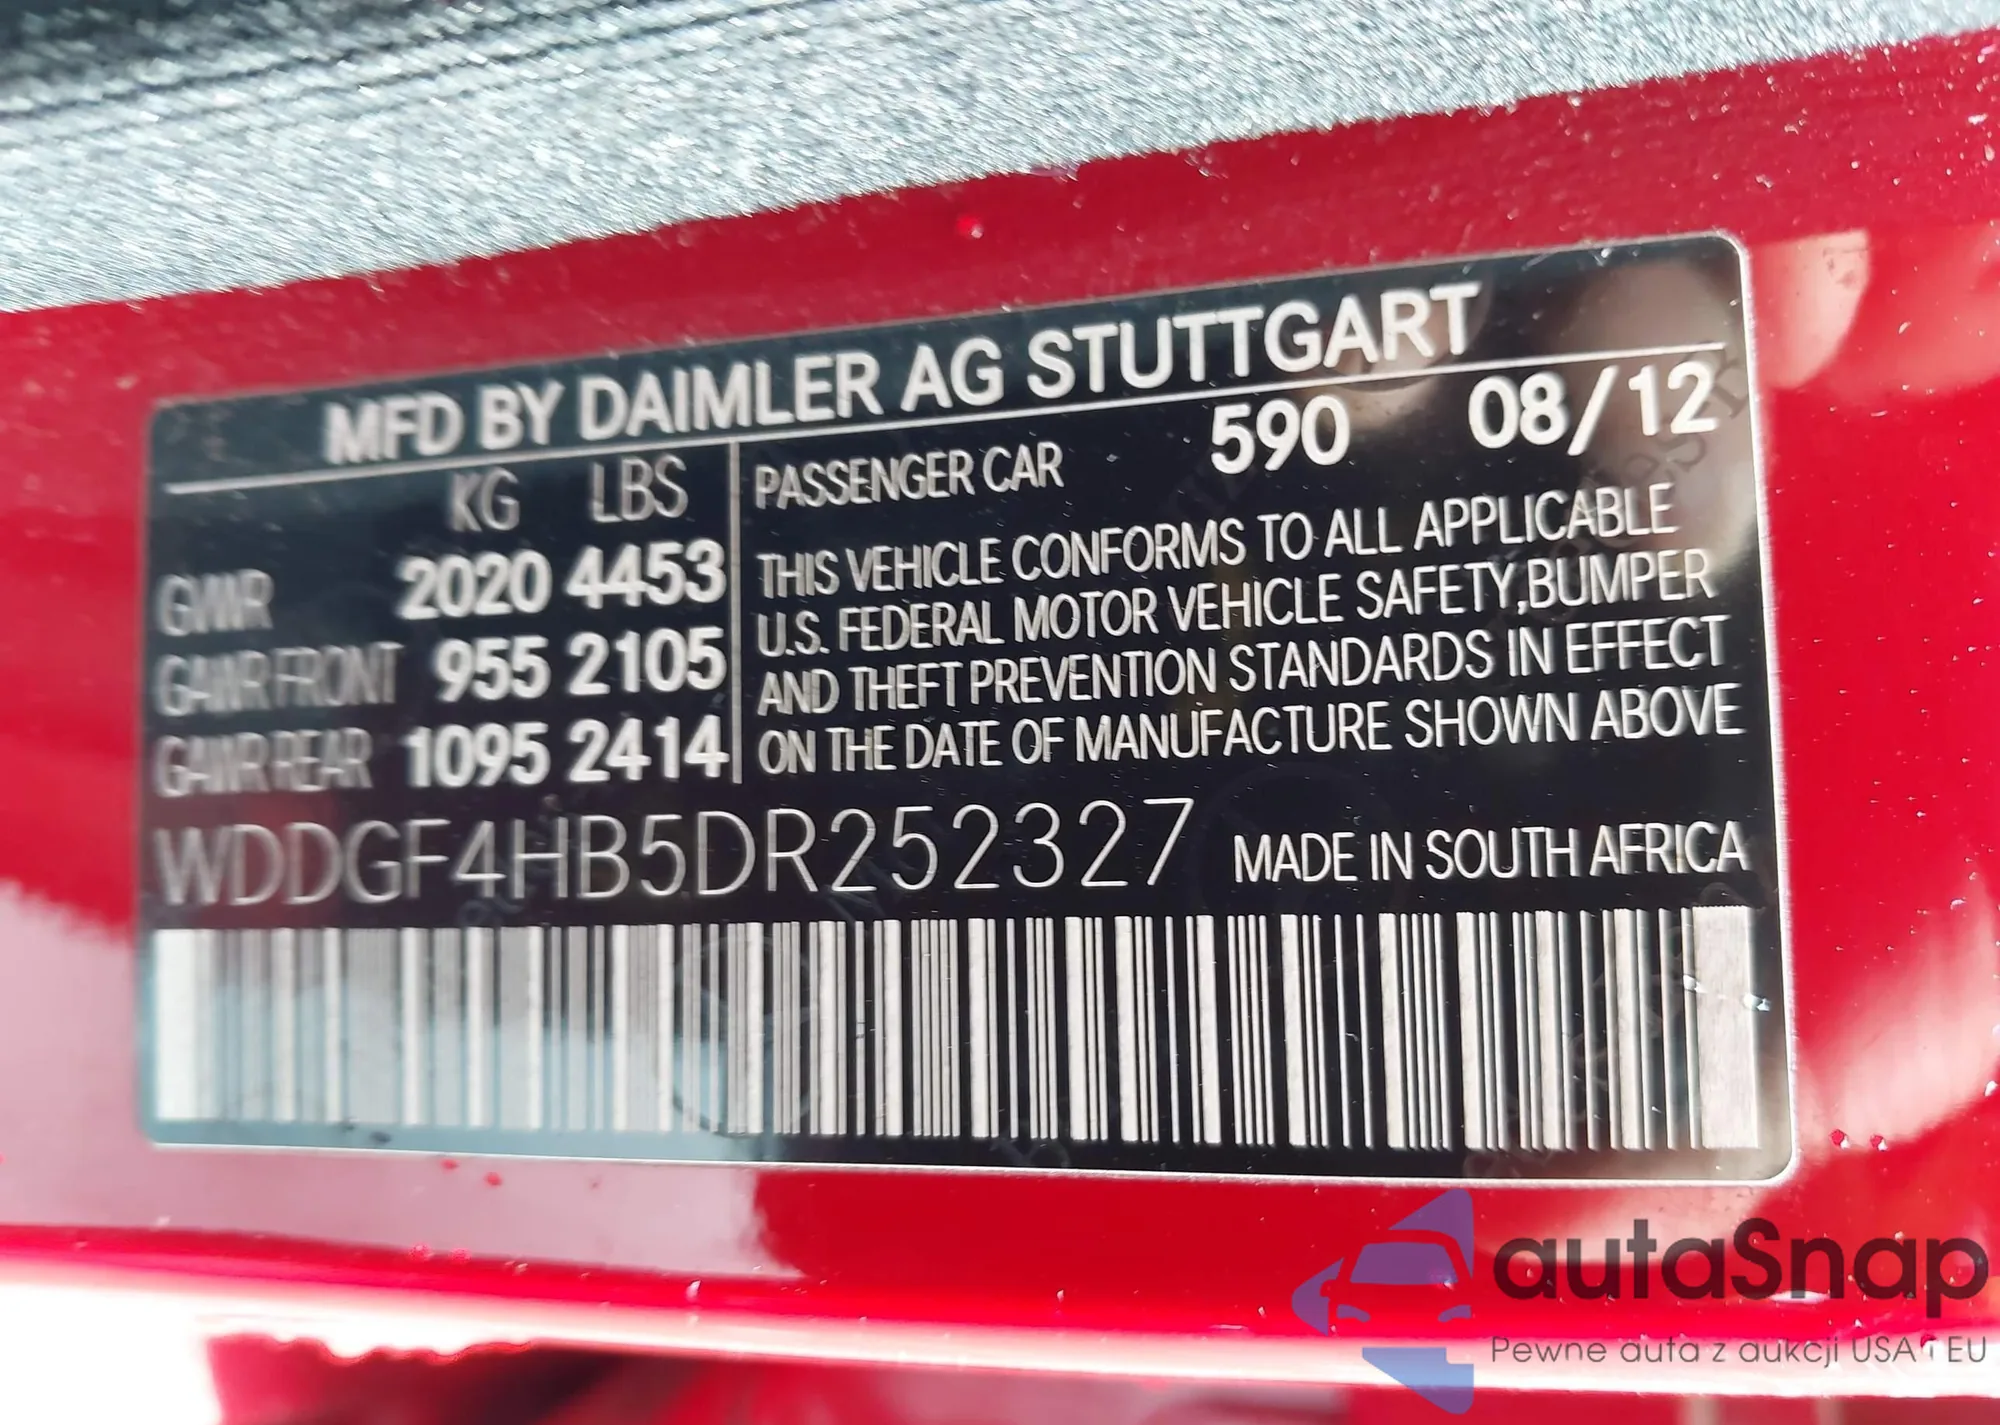 MFD BY DAIMLER AG STUTTGART
KG LBS
GVWR 2020 4453
GAWR FRONT 955 2105
GAWR REAR 1095 2414
PASSENGER CAR 590 08/12
THIS VEHICLE CONFORMS TO ALL APPLICABLE
U.S. FEDERAL MOTOR VEHICLE SAFETY,BUMPER
AND THEFT PREVENTION STANDARDS IN EFFECT
ON THE DATE OF MANUFACTURE SHOWN ABOVE
WDDGF4HB5DR252327 MADE IN SOUTH AFRICA
autaSnap
Pewne auta z aukcji USA i EU